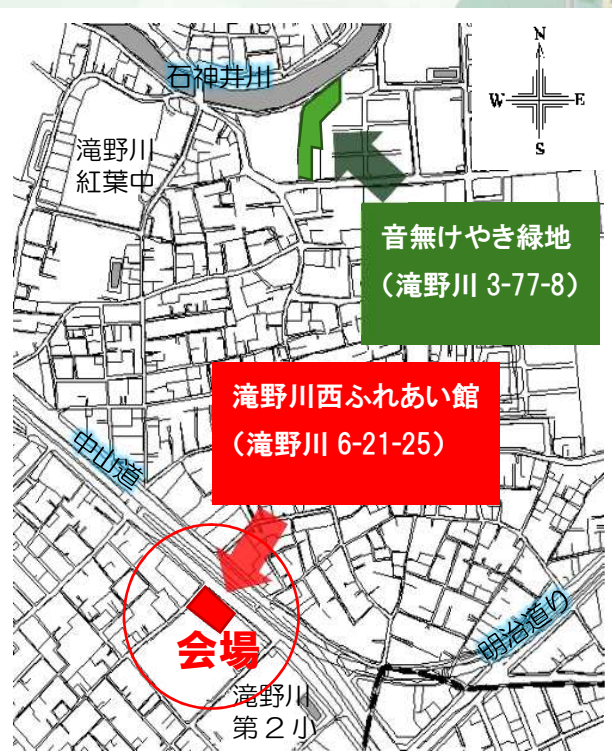 石神井川
N
W
E
S
滝野川
紅葉中
音無けやき緑地
（滝野川 3-77-8）
滝野川西ふれあい館
（滝野川 6-21-25）
中山道
明治通り
会場
滝野川
第２小